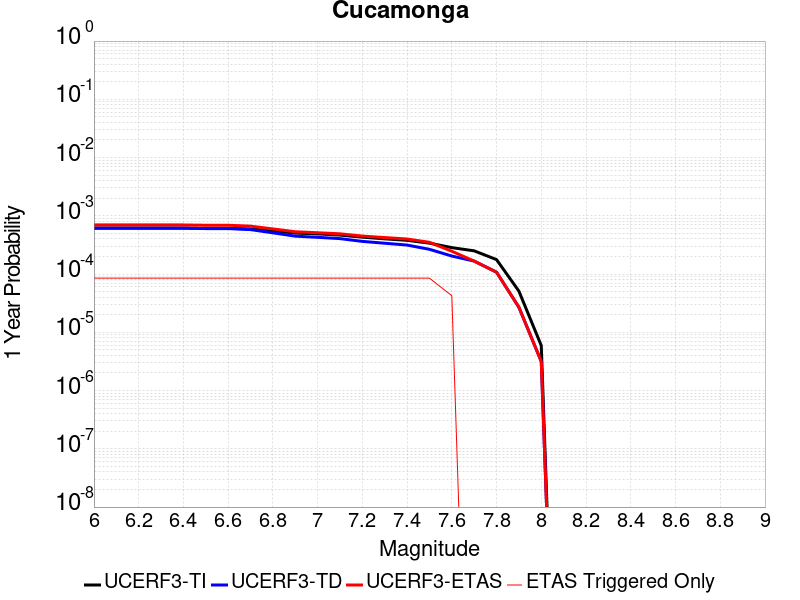 Cucamonga
10^0
10^-1
10^-2
10^-3
10^-4
10^-5
10^-6
10^-7
10^-8
1 Year Probability
6 6.2 6.4 6.6 6.8 7 7.2 7.4 7.6 7.8 8 8.2 8.4 8.6 8.8 9
Magnitude
UCERF3-TI UCERF3-TD UCERF3-ETAS ETAS Triggered Only